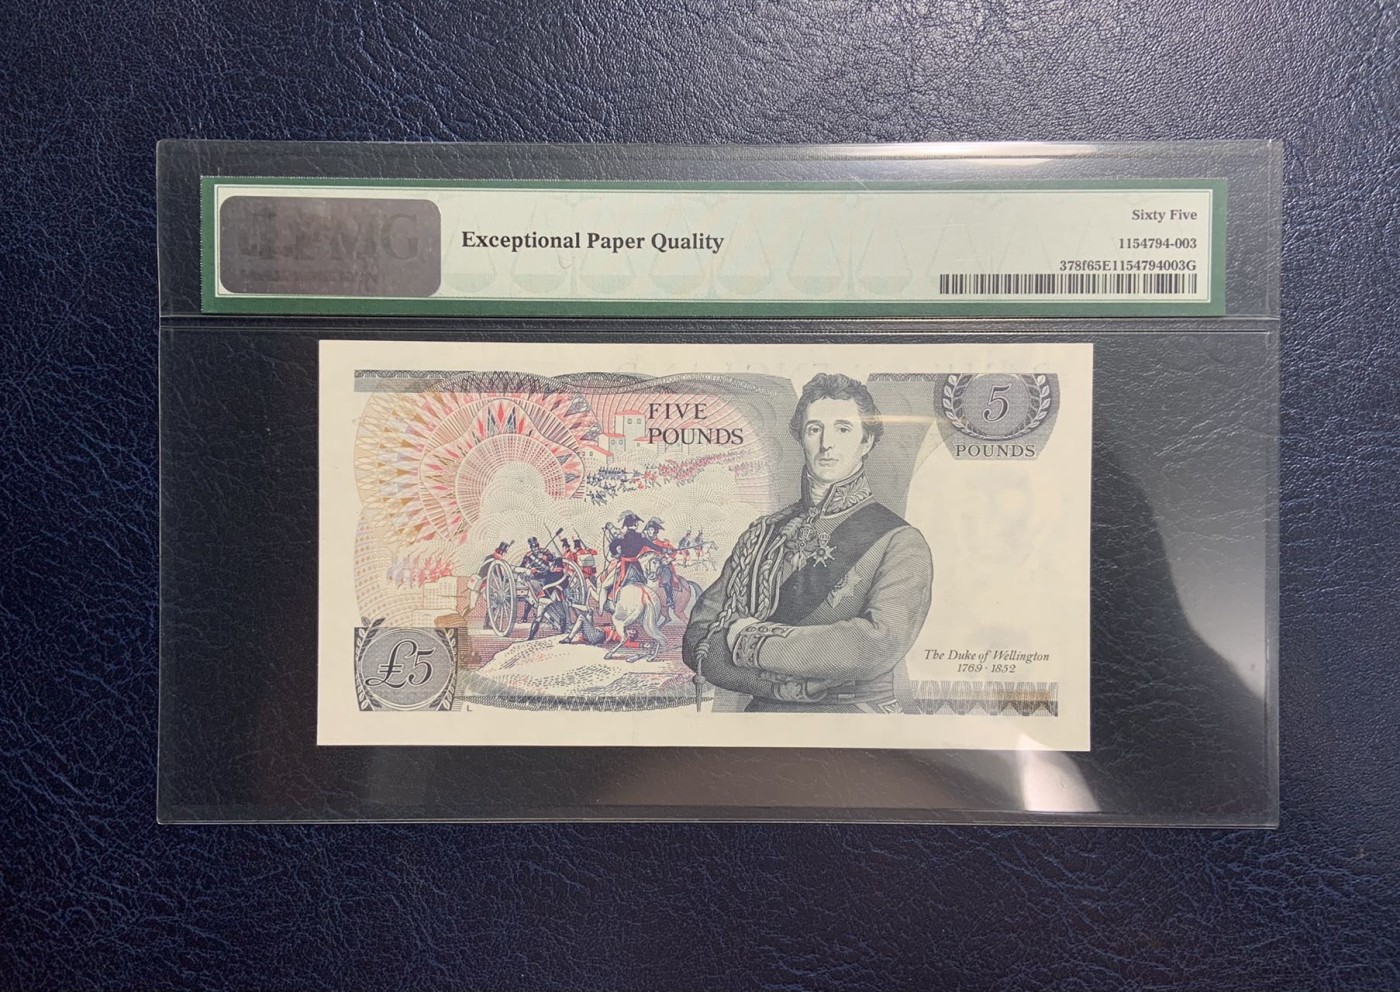 PMG
Exceptional Paper Quality
Sixty Five
1154794-003
378f65E1154794003G
FIVE
POUNDS
5
POUNDS
The Duke of Wellington
1769 · 1852
£5
L